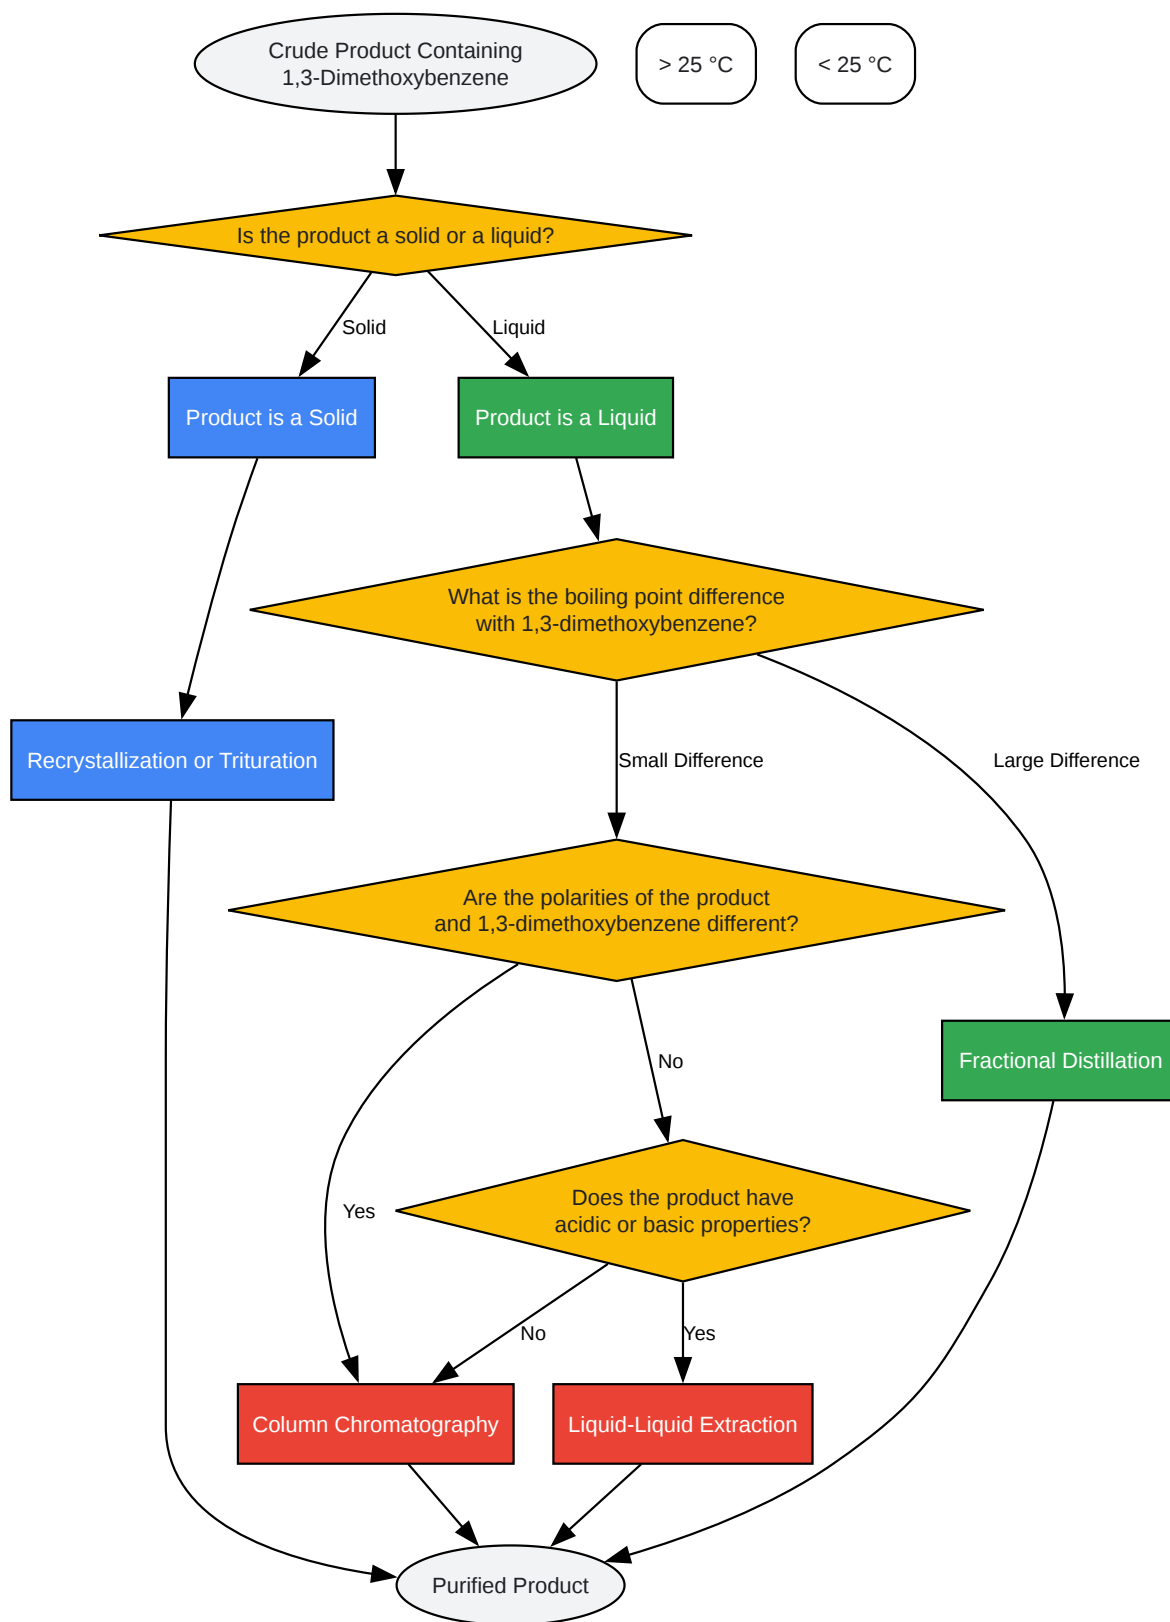 Crude Product Containing
1,3-Dimethoxybenzene
> 25 °C
< 25 °C
Is the product a solid or a liquid?
Solid
Liquid
Product is a Solid
Product is a Liquid
What is the boiling point difference
with 1,3-dimethoxybenzene?
Recrystallization or Trituration
Small Difference
Large Difference
Are the polarities of the product
and 1,3-dimethoxybenzene different?
No
Fractional Distillation
Yes
Does the product have
acidic or basic properties?
No
Yes
Column Chromatography
Liquid-Liquid Extraction
Purified Product